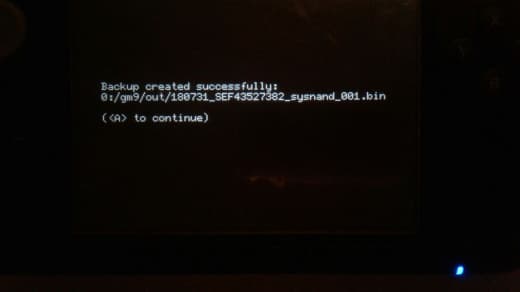 Backup created successfully:
0:/gm9/out/180731_SEF43527382_sysnand_001.bin
(<A> to continue)